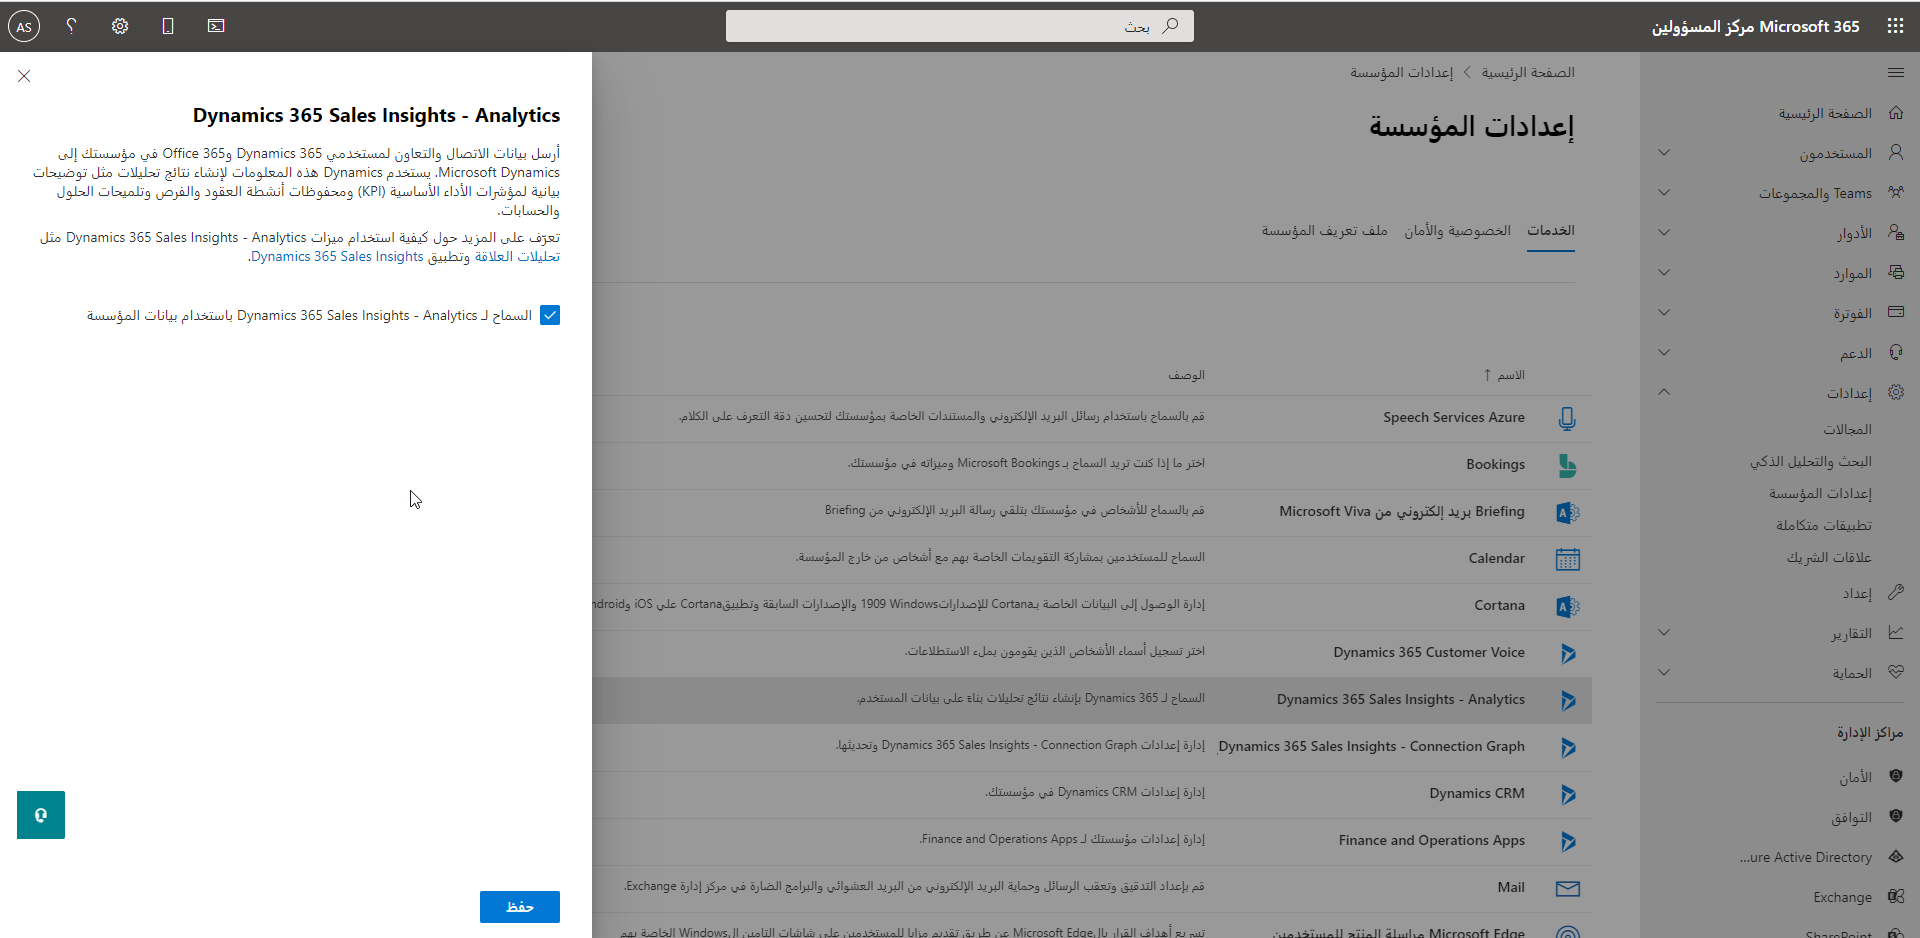 Microsoft 365 مركز المسؤولين
بحث
AS
الصفحة الرئيسية
المستخدمون
Teams والمجموعات
الأدوار
الموارد
الفوترة
الدعم
إعدادات
المجالات
البحث والتحليل الذكي
إعدادات المؤسسة
تطبيقات متكاملة
علاقات الشريك
إعداد
التقارير
الحماية
مراكز الإدارة
الأمان
التوافق
...ure Active Directory
Exchange
SharePoint
الصفحة الرئيسية
إعدادات المؤسسة
إعدادات المؤسسة
الخدمات
الخصوصية والأمان
ملف تعريف المؤسسة
الاسم ↑
الوصف
Speech Services Azure
قم بالسماح باستخدام رسائل البريد الإلكتروني والمستندات الخاصة بمؤسستك لتحسين دقة التعرف على الكلام.
Bookings
اختر ما إذا كنت تريد السماح بـ Microsoft Bookings وميزاته في مؤسستك.
Briefing بريد إلكتروني من Microsoft Viva
قم بالسماح للأشخاص في مؤسستك بتلقي رسالة البريد الإلكتروني من Briefing
Calendar
السماح للمستخدمين بمشاركة التقويمات الخاصة بهم مع أشخاص من خارج المؤسسة.
Cortana
إدارة الوصول إلى البيانات الخاصة بـCortana للإصداراتWindows 1909 والإصدارات السابقة وتطبيقCortana على iOS وndroid
Dynamics 365 Customer Voice
اختر تسجيل أسماء الأشخاص الذين يقومون بملء الاستطلاعات.
Dynamics 365 Sales Insights - Analytics
السماح لـ Dynamics 365 بإنشاء نتائج تحليلات بناءً على بيانات المستخدم.
Dynamics 365 Sales Insights - Connection Graph
إدارة إعدادات Dynamics 365 Sales Insights - Connection Graph وتحديثها.
Dynamics CRM
إدارة إعدادات Dynamics CRM في مؤسستك.
Finance and Operations Apps
إدارة إعدادات مؤسستك لـ Finance and Operations Apps.
Mail
قم بإعداد التدقيق وتعقب الرسائل وحماية البريد الإلكتروني من البريد العشوائي والبرامج الضارة في مركز إدارة Exchange.
Microsoft Edge مراسلة المنتج للمستخدمين
تسريع أهداف القرار بالـMicrosoft Edge عن طريق تقديم مزايا للمستخدمين على شاشات التامين الـWindows الخاصة بهم
Dynamics 365 Sales Insights - Analytics
أرسل بيانات الاتصال والتعاون لمستخدمي Dynamics 365 وOffice 365 في مؤسستك إلى
Microsoft Dynamics. يستخدم Dynamics هذه المعلومات لإنشاء نتائج تحليلات مثل توضيحات
بيانية لمؤشرات الأداء الأساسية (KPI) ومحفوظات أنشطة العقود والفرص وتلميحات الحلول
والحسابات.
تعرّف على المزيد حول كيفية استخدام ميزات Dynamics 365 Sales Insights - Analytics مثل
تحليلات العلاقة وتطبيق Dynamics 365 Sales Insights.
السماح لـ Dynamics 365 Sales Insights - Analytics باستخدام بيانات المؤسسة
حفظ